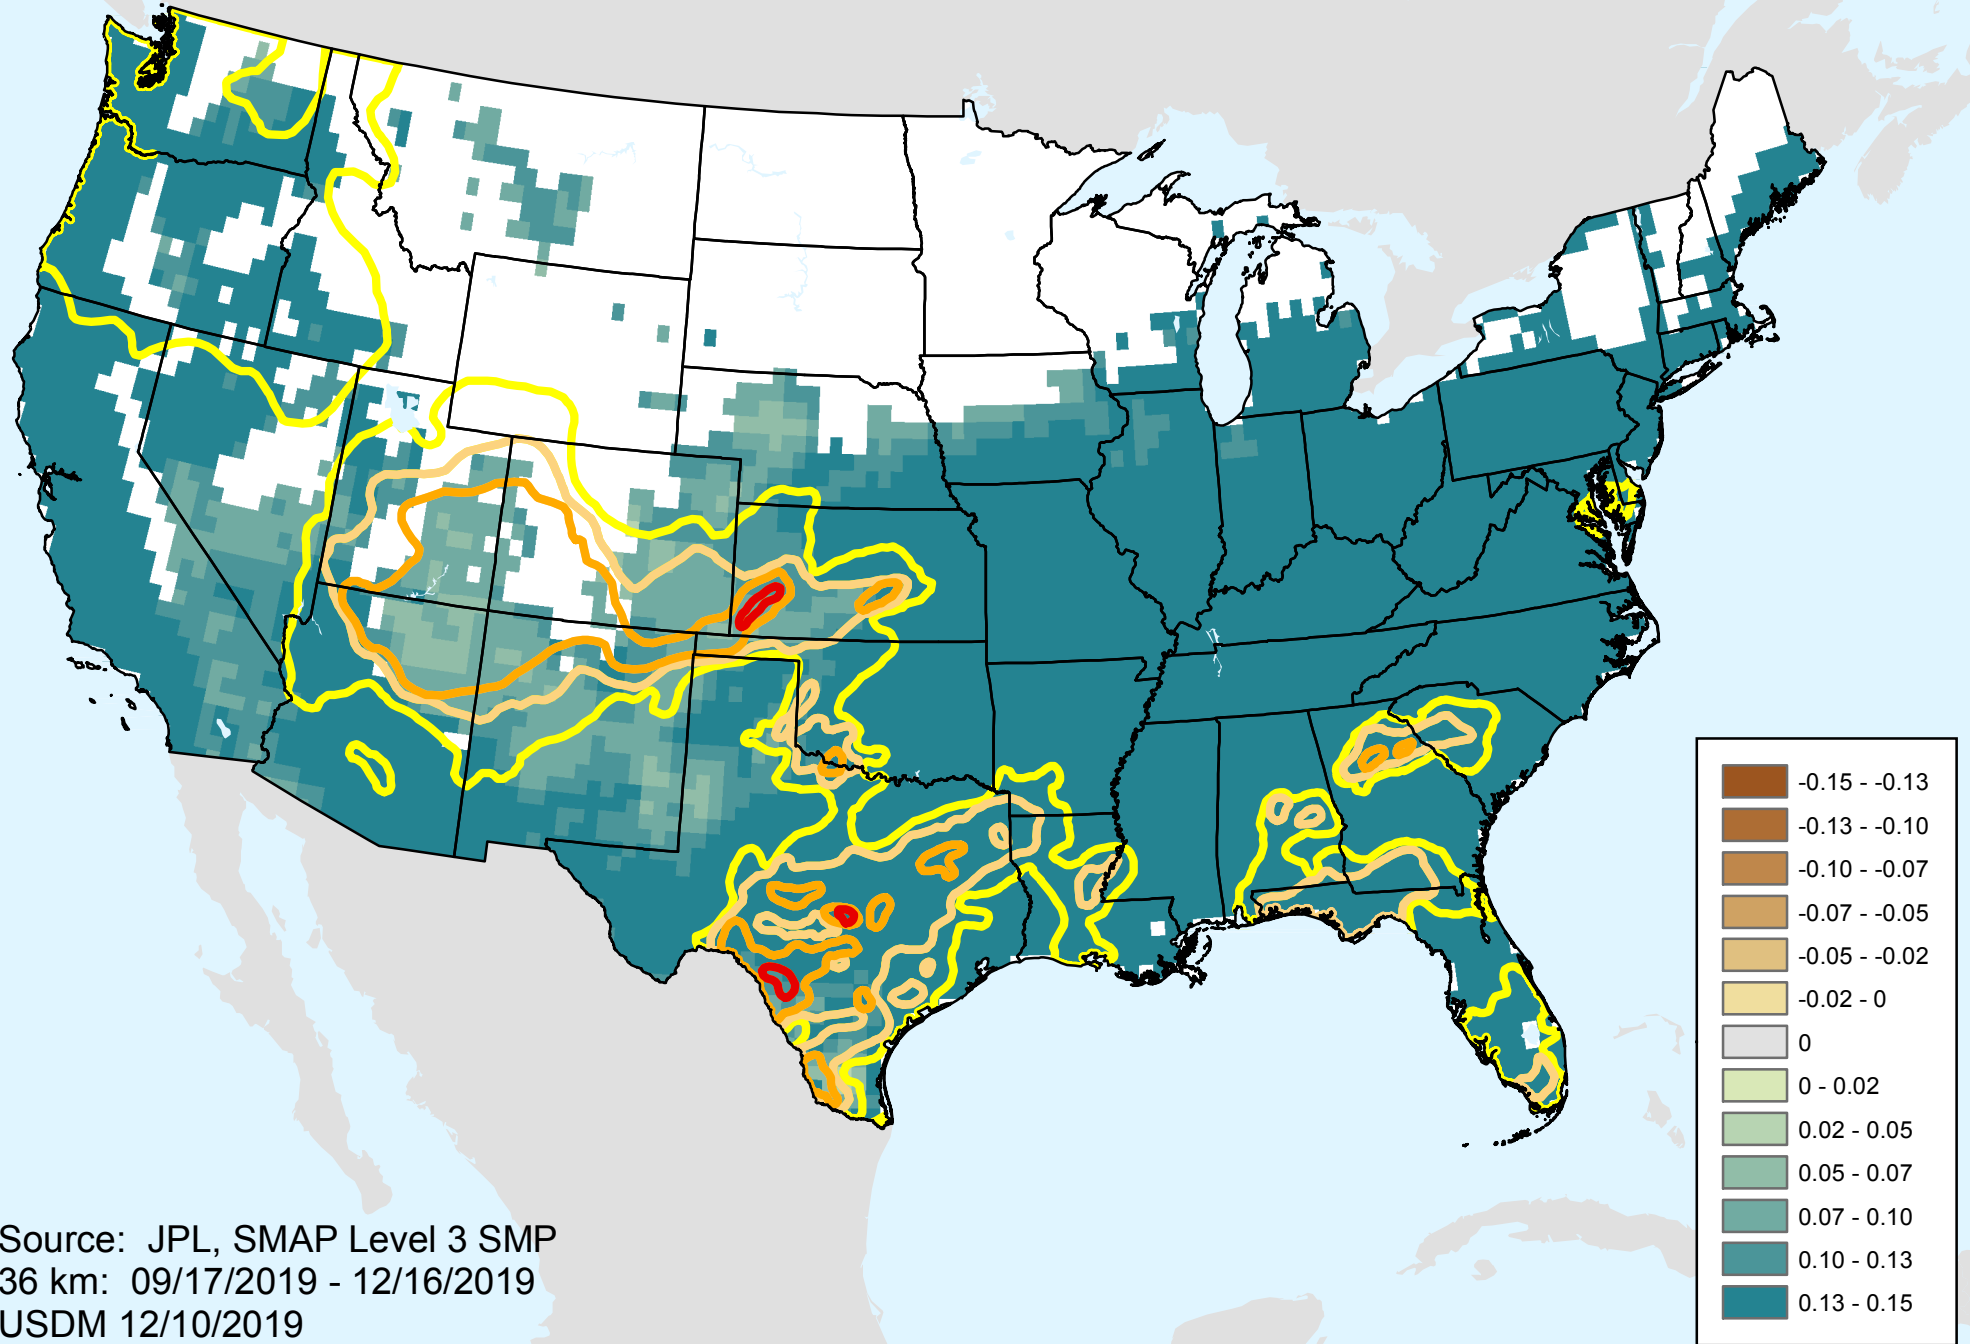 -0.15 - -0.13
-0.13 - -0.10
-0.10 - -0.07
-0.07 - -0.05
-0.05 - -0.02
-0.02 - 0
0
0 - 0.02
0.02 - 0.05
0.05 - 0.07
0.07 - 0.10
0.10 - 0.13
0.13 - 0.15
Source: JPL, SMAP Level 3 SMP
36 km: 09/17/2019 - 12/16/2019
USDM 12/10/2019